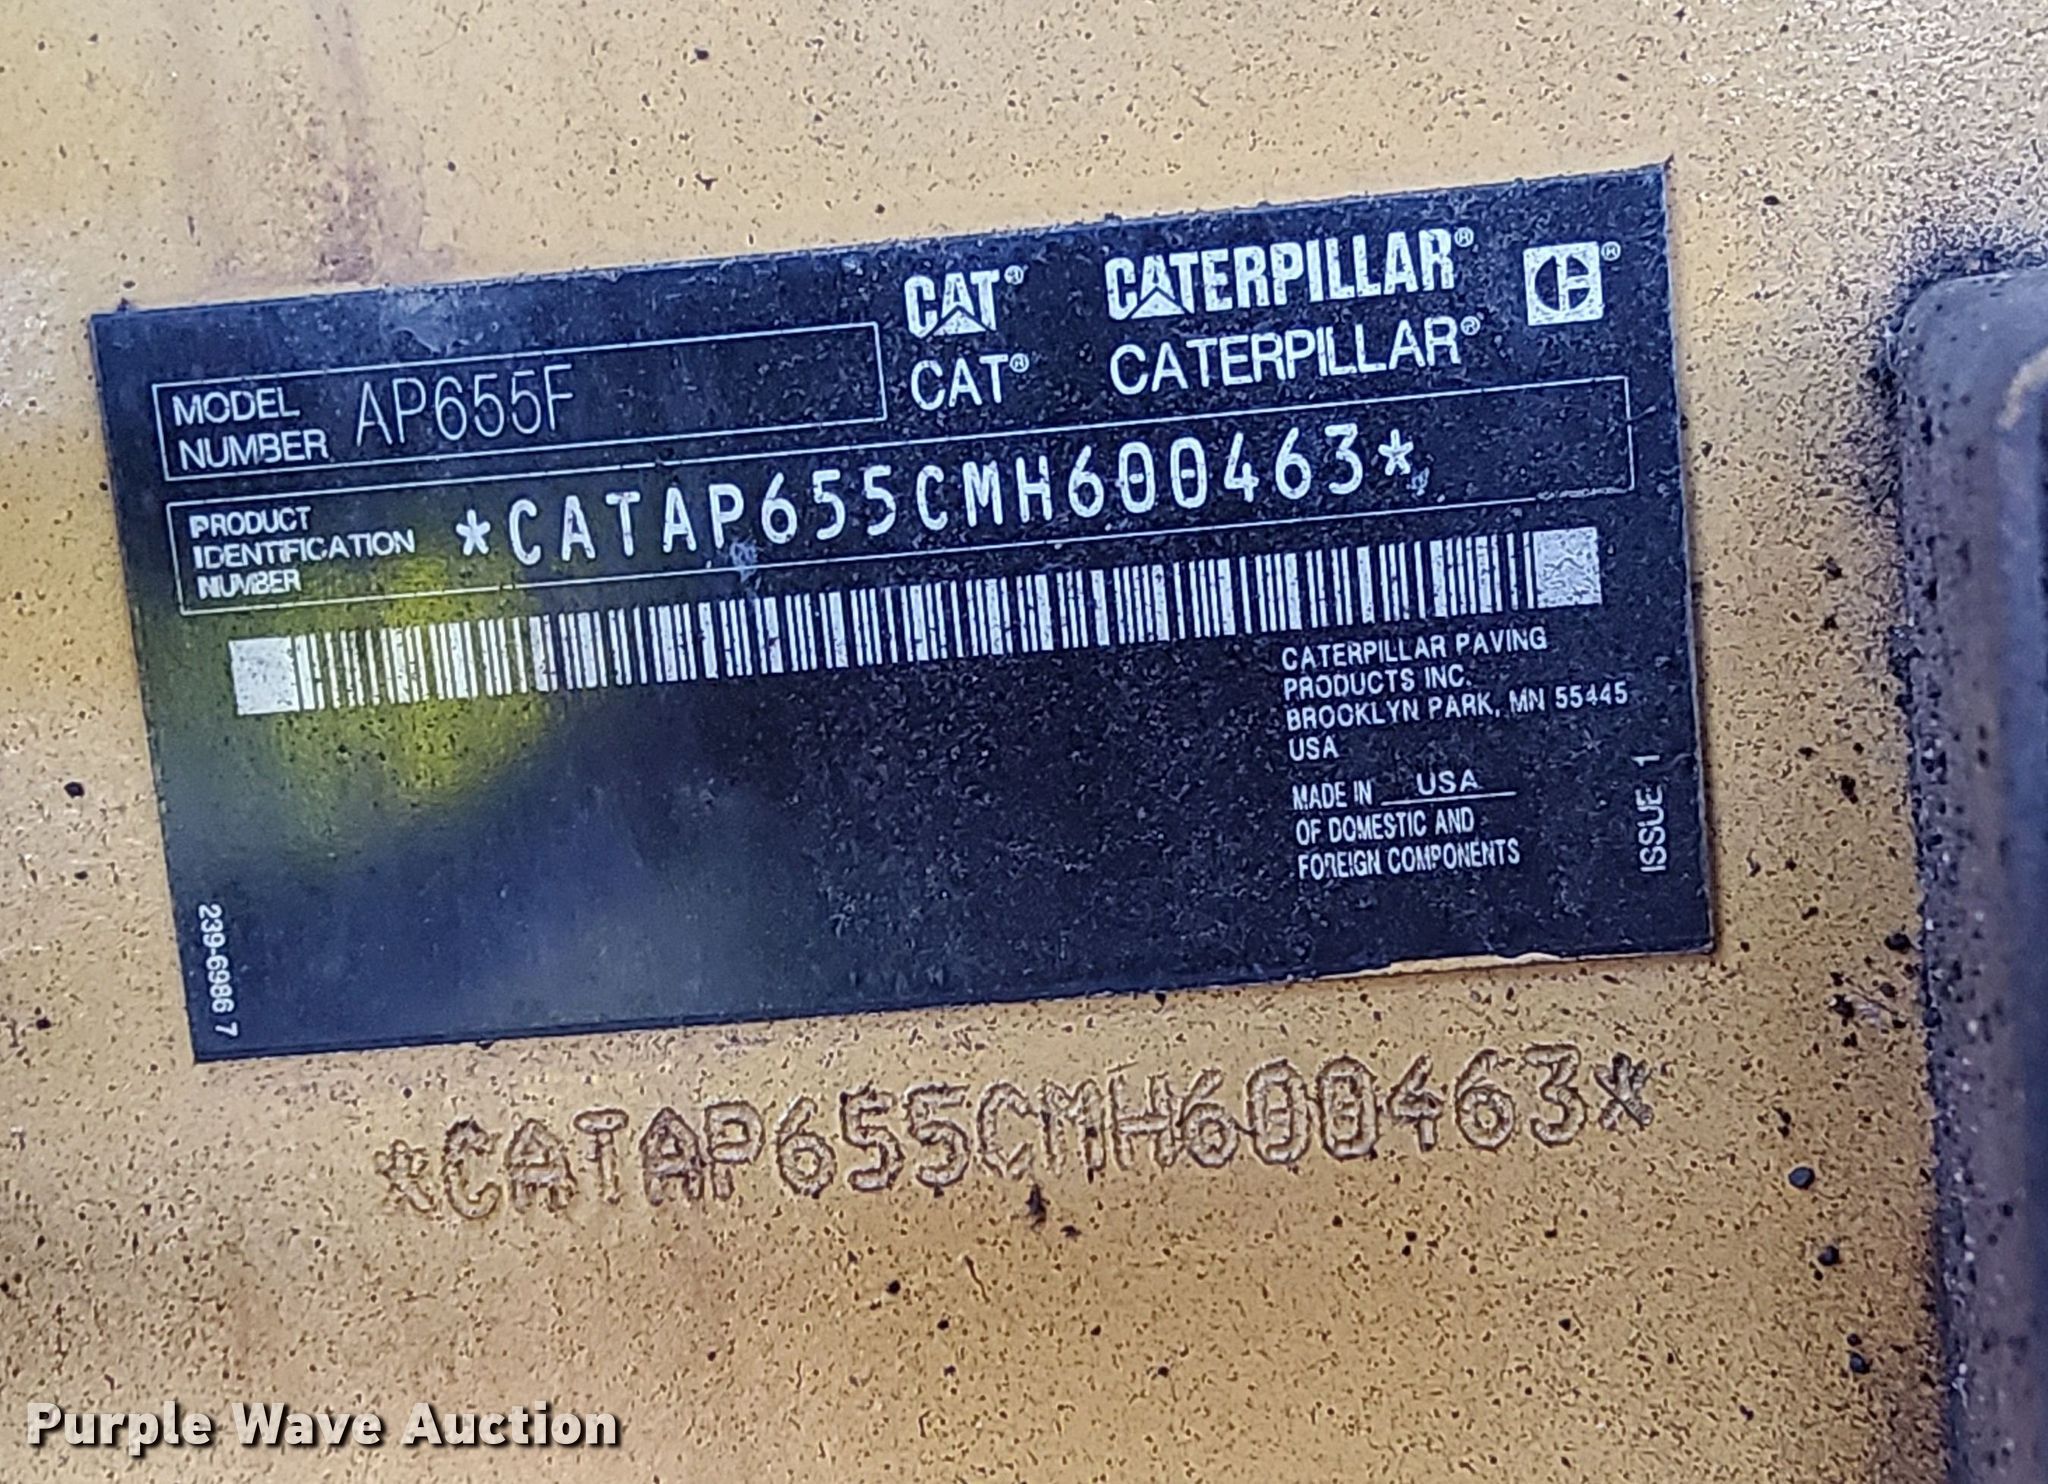 CAT® CATERPILLAR®
CAT® CATERPILLAR®
MODEL NUMBER AP655F
PRODUCT IDENTIFICATION NUMBER *CATAP655CMH600463*
CATERPILLAR PAVING
PRODUCTS INC.
BROOKLYN PARK, MN 55445
USA
MADE IN USA
OF DOMESTIC AND
FOREIGN COMPONENTS
ISSUE 1
239-6986 7
*CATAP655CMH600463*
Purple Wave Auction